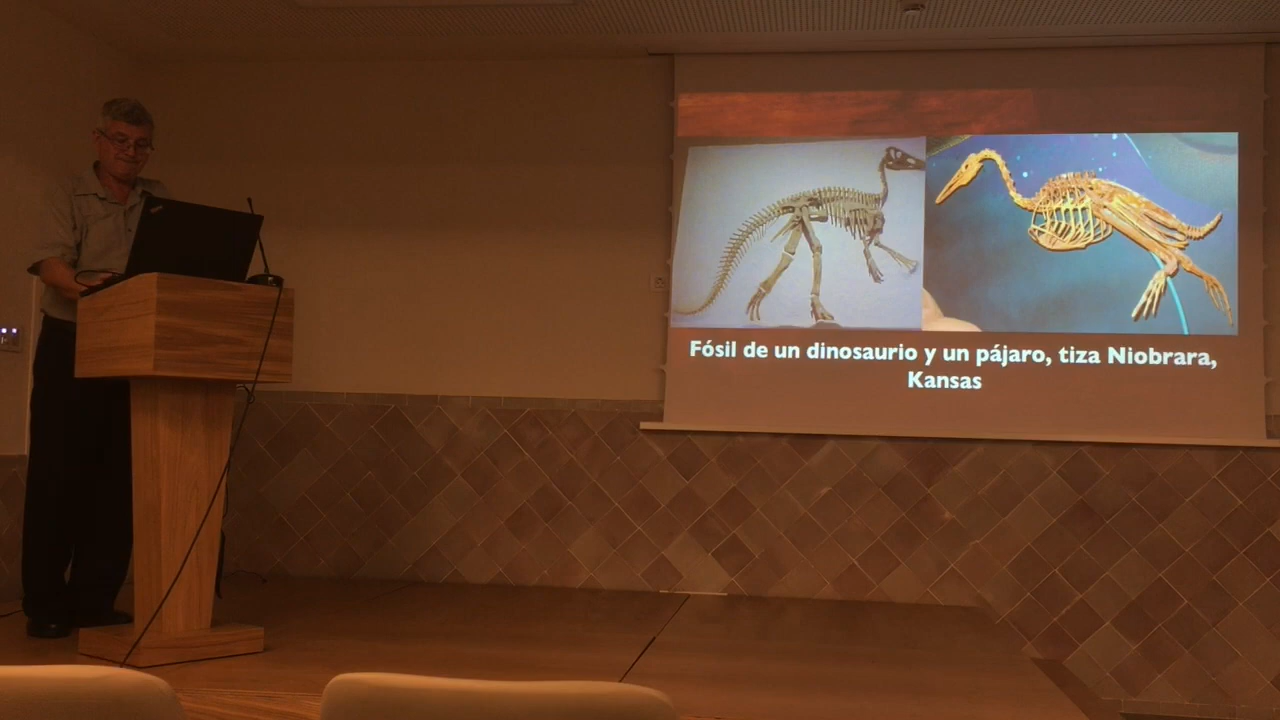 Fósil de un dinosaurio y un pájaro, tiza Niobrara,
Kansas